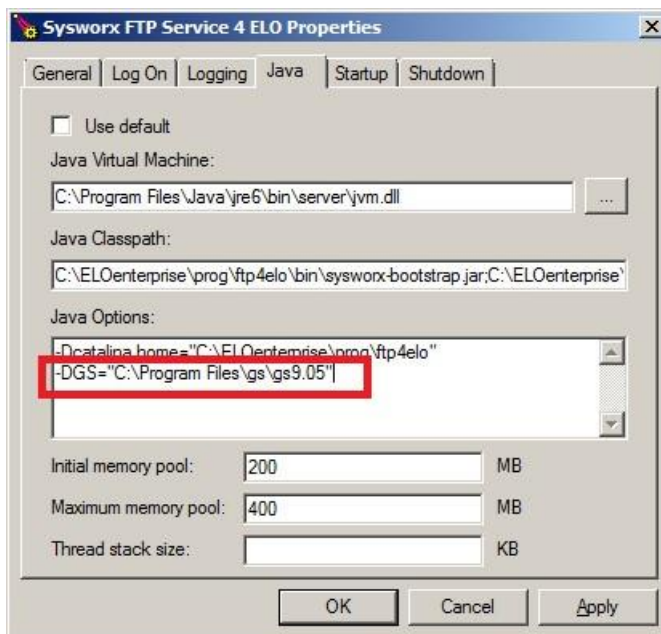 Sysworx FTP Service 4 ELO Properties
General Log On Logging Java Startup Shutdown
Use default
Java Virtual Machine:
C:\Program Files\Java\jre6\bin\server\jvm.dll
...
Java Classpath:
C:\ELOenterprise\prog\ftp4elo\bin\sysworx-bootstrap.jar;C:\ELOenterprise\
Java Options:
-Dcatalina.home="C:\ELOenterprise\prog\ftp4elo"
-DGS="C:\Program Files\gs\gs9.05"
Initial memory pool: 200 MB
Maximum memory pool: 400 MB
Thread stack size: KB
OK Cancel Apply